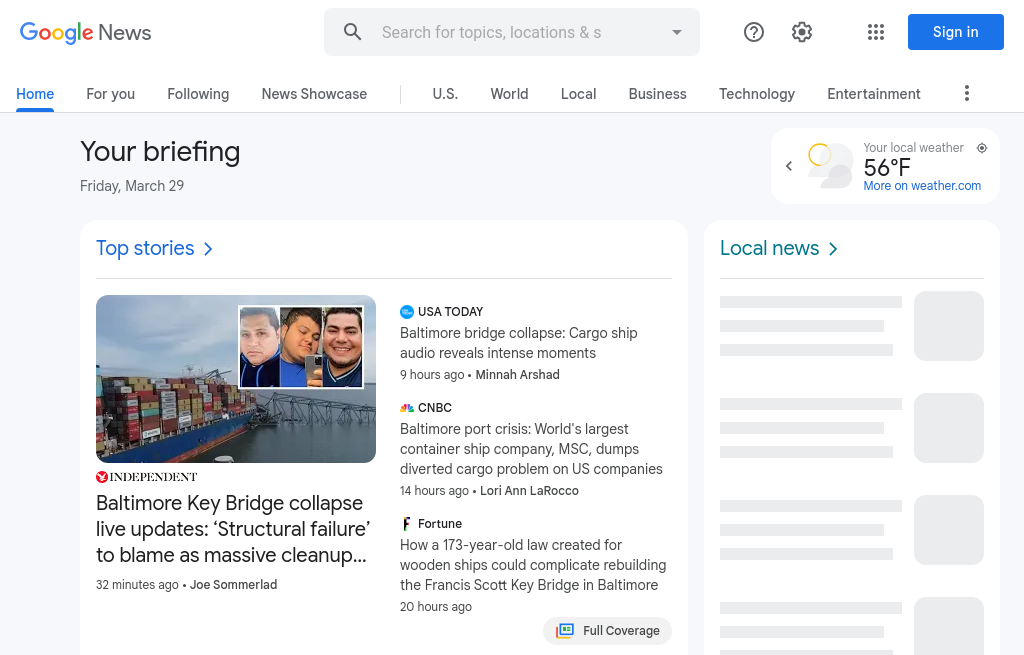 Google News
Search for topics, locations & s
Sign in
Home For you Following News Showcase U.S. World Local Business Technology Entertainment
Your briefing
Friday, March 29
Your local weather
56°F
More on weather.com
Top stories
INDEPENDENT
Baltimore Key Bridge collapse
live updates: ‘Structural failure’
to blame as massive cleanup...
32 minutes ago • Joe Sommerlad
USA TODAY
Baltimore bridge collapse: Cargo ship
audio reveals intense moments
9 hours ago • Minnah Arshad
CNBC
Baltimore port crisis: World's largest
container ship company, MSC, dumps
diverted cargo problem on US companies
14 hours ago • Lori Ann LaRocco
Fortune
How a 173-year-old law created for
wooden ships could complicate rebuilding
the Francis Scott Key Bridge in Baltimore
20 hours ago
Full Coverage
Local news